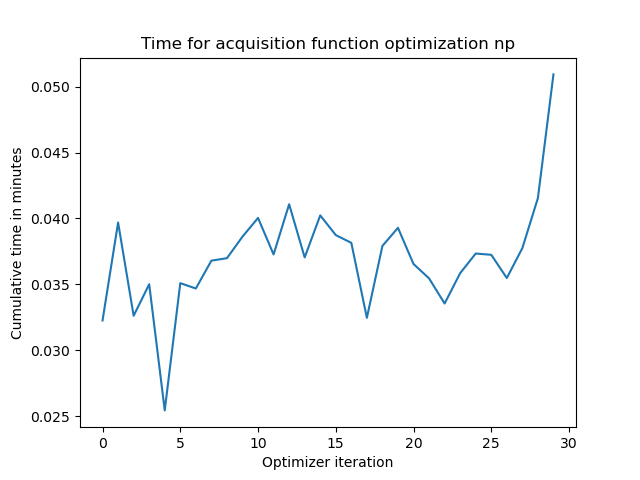 Time for acquisition function optimization np
Cumulative time in minutes
0.050
0.045
0.040
0.035
0.030
0.025
0 5 10 15 20 25 30
Optimizer iteration